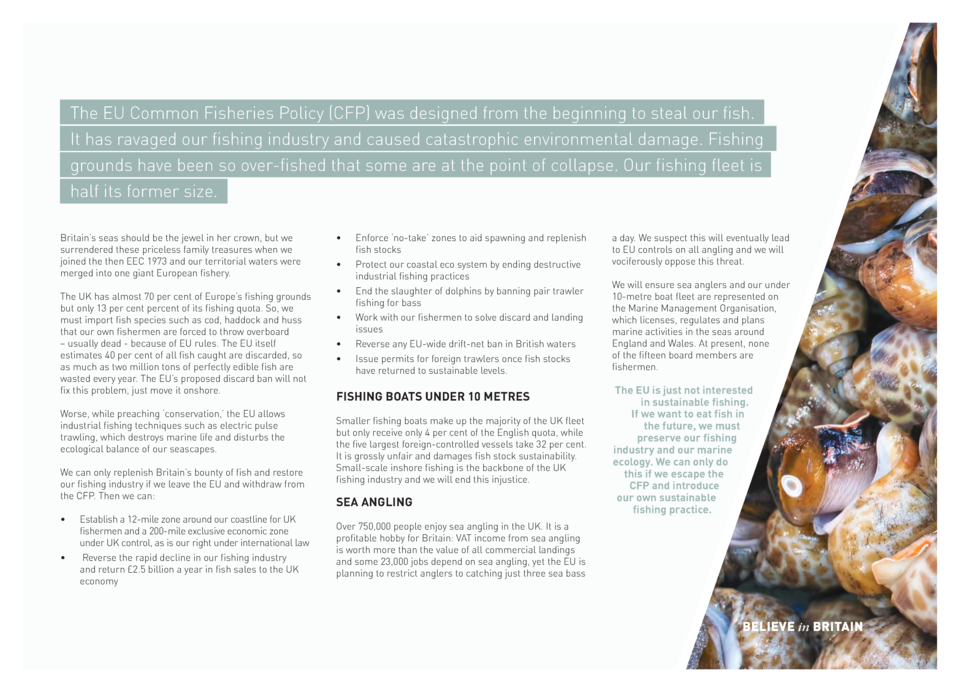 The EU Common Fisheries Policy (CFP) was designed from the beginning to steal our fish.
It has ravaged our fishing industry and caused catastrophic environmental damage. Fishing
grounds have been so over-fished that some are at the point of collapse. Our fishing fleet is
half its former size.
Britain's seas should be the jewel in her crown, but we
surrendered these priceless family treasures when we
joined the then EEC 1973 and our territorial waters were
merged into one giant European fishery.
The UK has almost 70 per cent of Europe's fishing grounds
but only 13 per cent percent of its fishing quota. So, we
must import fish species such as cod, haddock and huss
that our own fishermen are forced to throw overboard
– usually dead - because of EU rules. The EU itself
estimates 40 per cent of all fish caught are discarded, so
as much as two million tons of perfectly edible fish are
wasted every year. The EU's proposed discard ban will not
fix this problem, just move it onshore.
Worse, while preaching 'conservation,' the EU allows
industrial fishing techniques such as electric pulse
trawling, which destroys marine life and disturbs the
ecological balance of our seascapes.
We can only replenish Britain's bounty of fish and restore
our fishing industry if we leave the EU and withdraw from
the CFP. Then we can:
• Establish a 12-mile zone around our coastline for UK
fishermen and a 200-mile exclusive economic zone
under UK control, as is our right under international law
• Reverse the rapid decline in our fishing industry
and return £2.5 billion a year in fish sales to the UK
economy
• Enforce 'no-take' zones to aid spawning and replenish
fish stocks
• Protect our coastal eco system by ending destructive
industrial fishing practices
• End the slaughter of dolphins by banning pair trawler
fishing for bass
• Work with our fishermen to solve discard and landing
issues
• Reverse any EU-wide drift-net ban in British waters
• Issue permits for foreign trawlers once fish stocks
have returned to sustainable levels.
FISHING BOATS UNDER 10 METRES
Smaller fishing boats make up the majority of the UK fleet
but only receive only 4 per cent of the English quota, while
the five largest foreign-controlled vessels take 32 per cent.
It is grossly unfair and damages fish stock sustainability.
Small-scale inshore fishing is the backbone of the UK
fishing industry and we will end this injustice.
SEA ANGLING
Over 750,000 people enjoy sea angling in the UK. It is a
profitable hobby for Britain: VAT income from sea angling
is worth more than the value of all commercial landings
and some 23,000 jobs depend on sea angling, yet the EU is
planning to restrict anglers to catching just three sea bass
a day. We suspect this will eventually lead
to EU controls on all angling and we will
vociferously oppose this threat.
We will ensure sea anglers and our under
10-metre boat fleet are represented on
the Marine Management Organisation,
which licenses, regulates and plans
marine activities in the seas around
England and Wales. At present, none
of the fifteen board members are
fishermen.
The EU is just not interested
in sustainable fishing.
If we want to eat fish in
the future, we must
preserve our fishing
industry and our marine
ecology. We can only do
this if we escape the
CFP and introduce
our own sustainable
fishing practice.
BELIEVE in BRITAIN